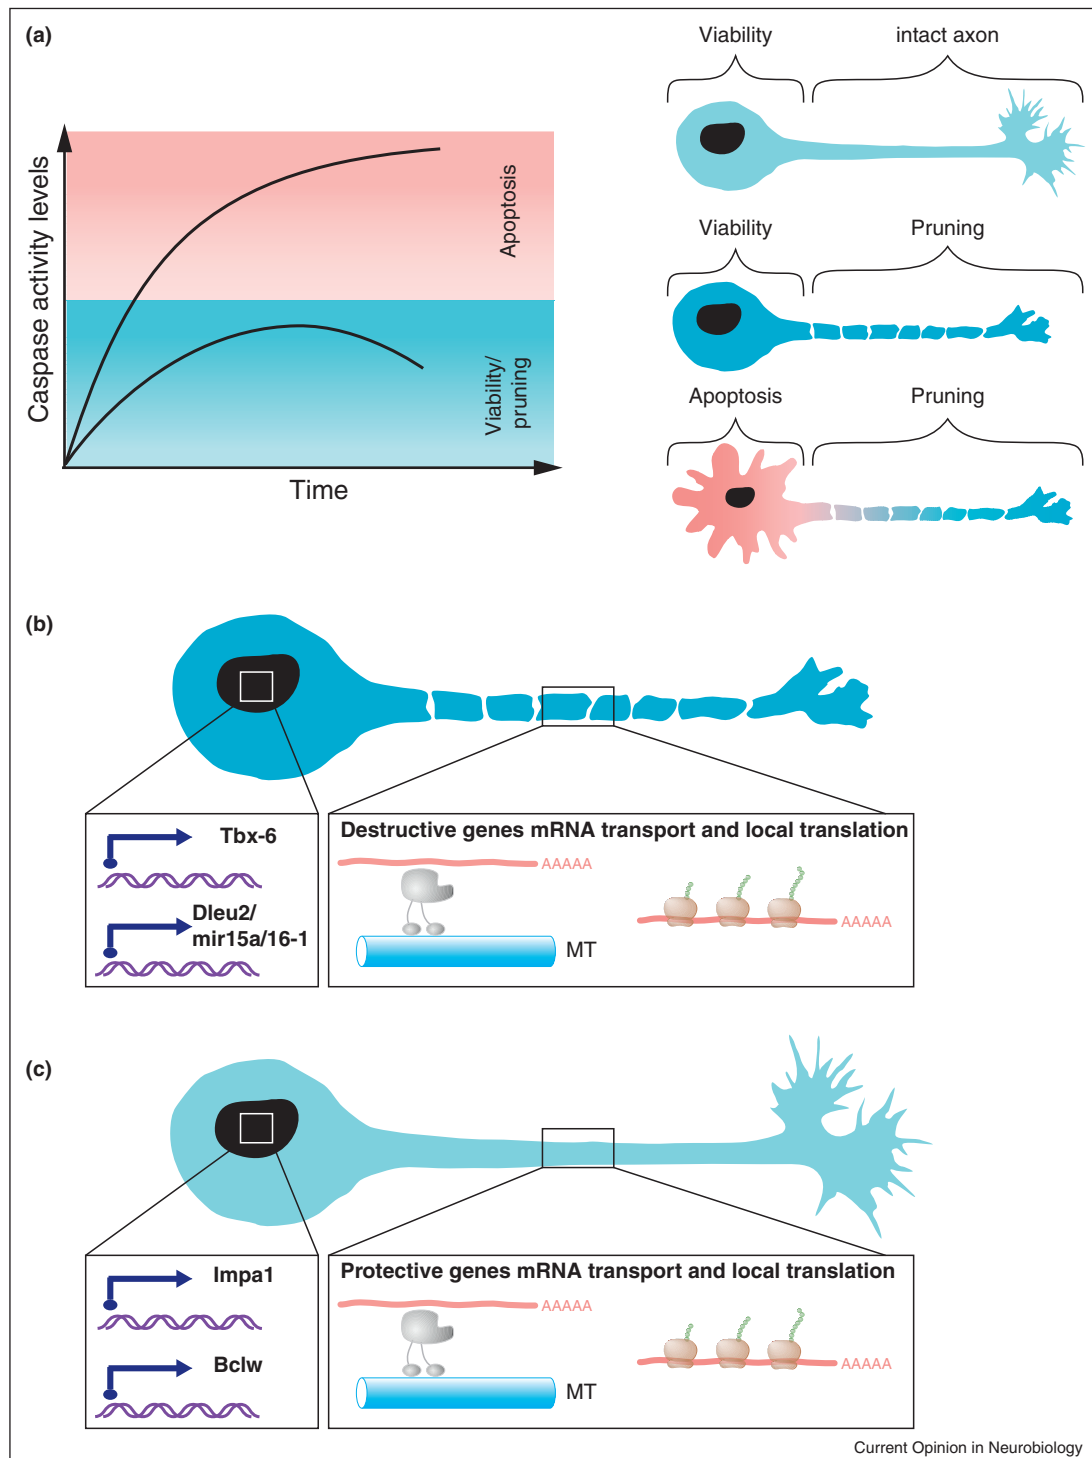 (a)
Viability
intact axon
Caspase activity levels
Apoptosis
Viability/
pruning
Time
Viability
Pruning
Apoptosis
Pruning
(b)
Tbx-6
Dleu2/
mir15a/16-1
Destructive genes mRNA transport and local translation
AAAAA
MT
AAAAA
(c)
Impa1
Bclw
Protective genes mRNA transport and local translation
AAAAA
MT
AAAAA
Current Opinion in Neurobiology